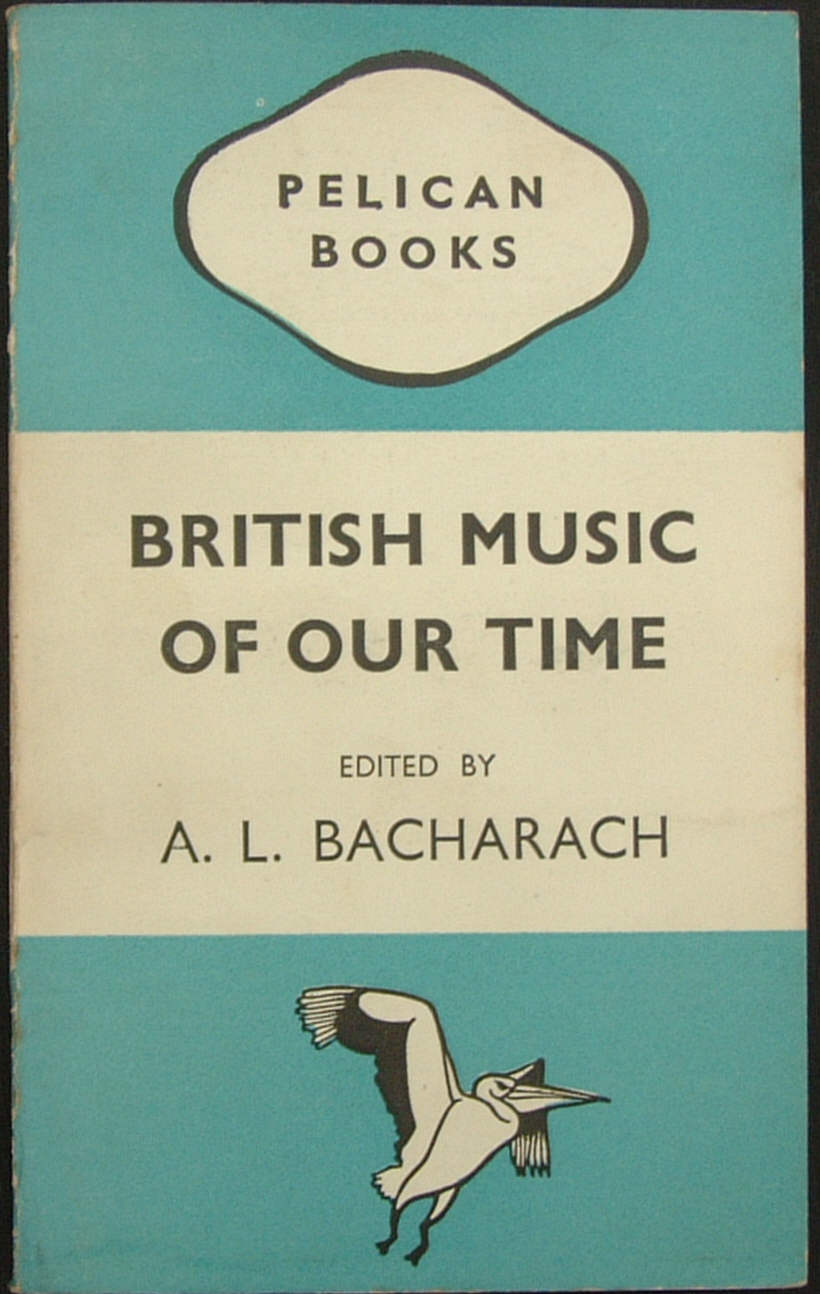 PELICAN
BOOKS
BRITISH MUSIC
OF OUR TIME
EDITED BY
A. L. BACHARACH